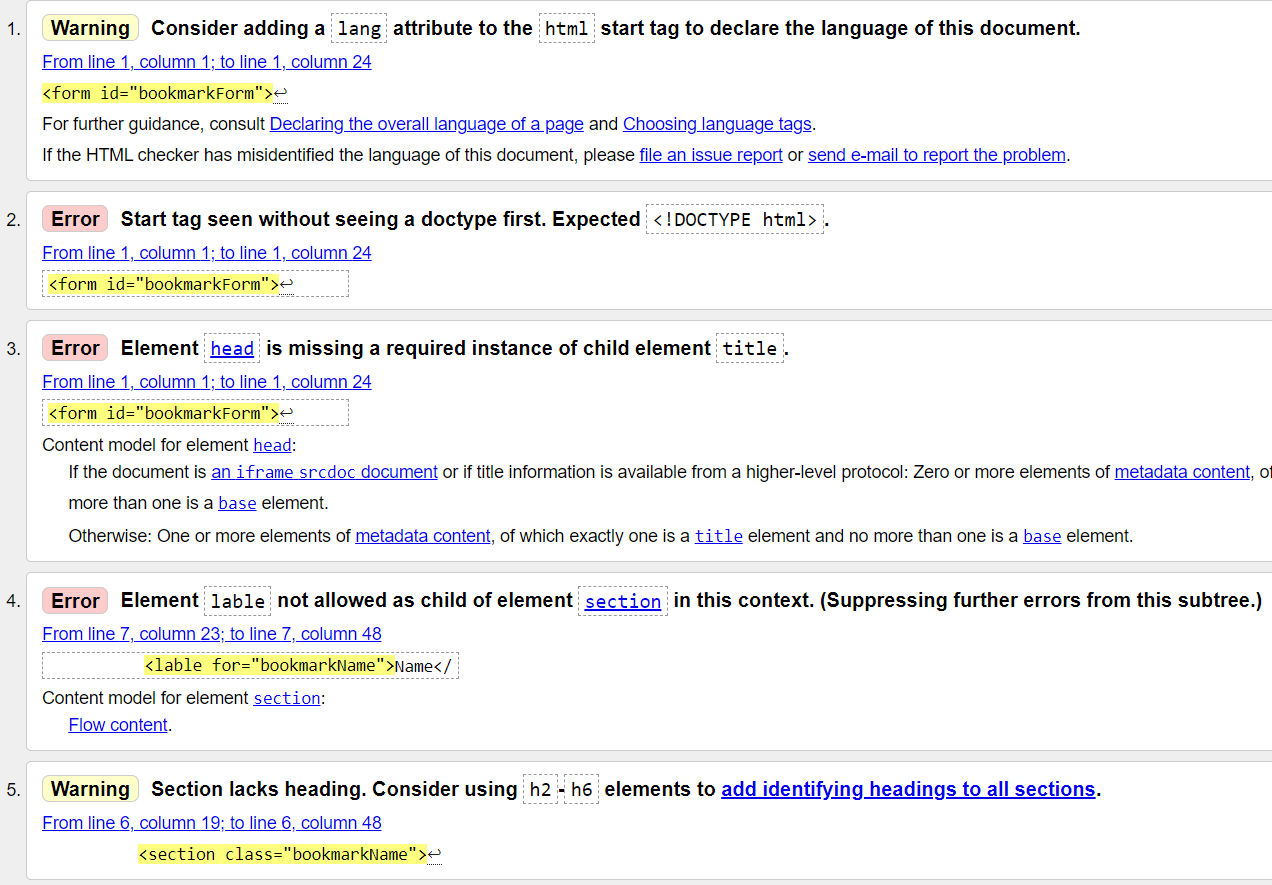 1. Warning Consider adding a lang attribute to the html start tag to declare the language of this document.
From line 1, column 1; to line 1, column 24
<form id="bookmarkForm">↩
For further guidance, consult Declaring the overall language of a page and Choosing language tags.
If the HTML checker has misidentified the language of this document, please file an issue report or send e-mail to report the problem.
2. Error Start tag seen without seeing a doctype first. Expected <!DOCTYPE html>.
From line 1, column 1; to line 1, column 24
<form id="bookmarkForm">↩
3. Error Element head is missing a required instance of child element title.
From line 1, column 1; to line 1, column 24
<form id="bookmarkForm">↩
Content model for element head:
If the document is an iframe srcdoc document or if title information is available from a higher-level protocol: Zero or more elements of metadata content, of
more than one is a base element.
Otherwise: One or more elements of metadata content, of which exactly one is a title element and no more than one is a base element.
4. Error Element lable not allowed as child of element section in this context. (Suppressing further errors from this subtree.)
From line 7, column 23; to line 7, column 48
<lable for="bookmarkName">Name</
Content model for element section:
Flow content.
5. Warning Section lacks heading. Consider using h2-h6 elements to add identifying headings to all sections.
From line 6, column 19; to line 6, column 48
<section class="bookmarkName">↩